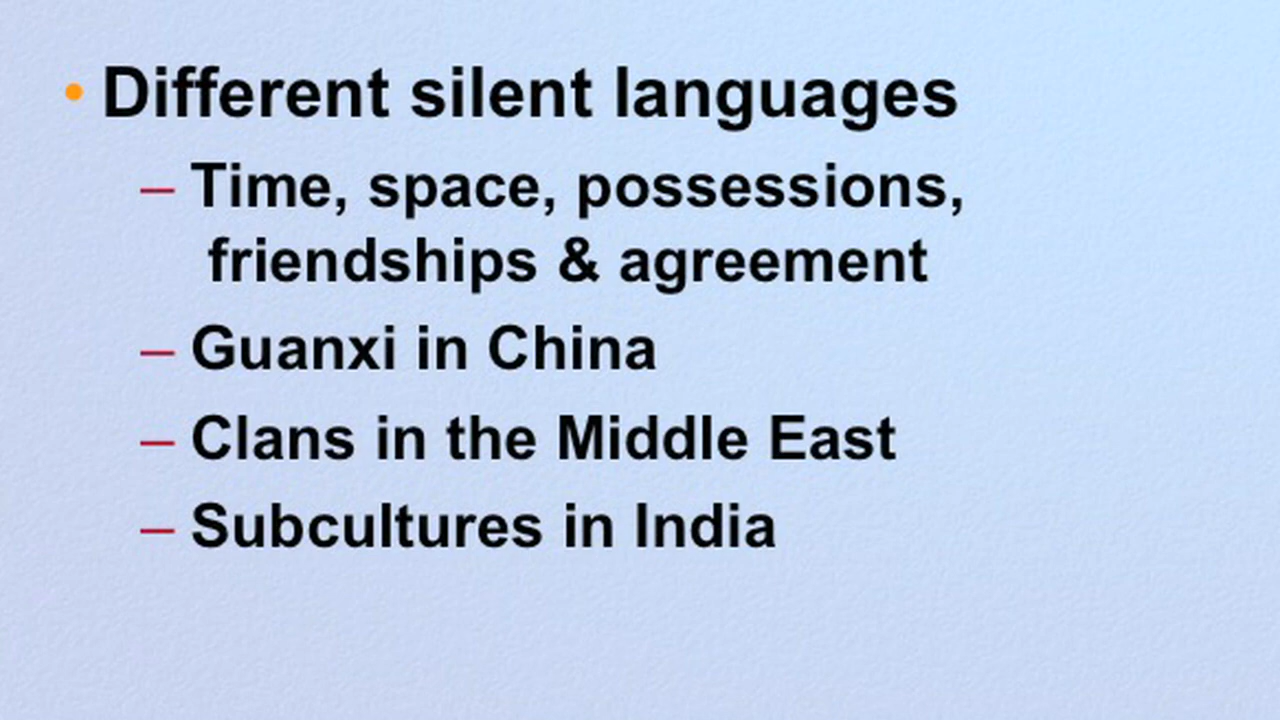 • Different silent languages
– Time, space, possessions,
friendships & agreement
– Guanxi in China
– Clans in the Middle East
– Subcultures in India